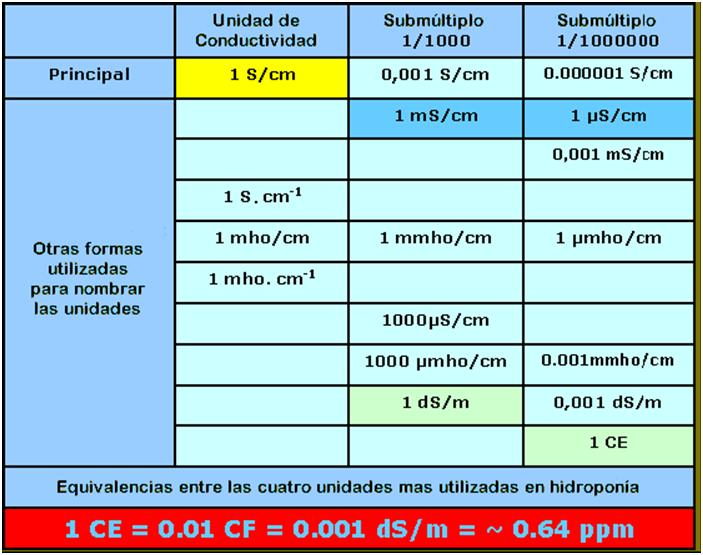 Unidad de Conductividad Submúltiplo 1/1000 Submúltiplo 1/1000000
Principal 1 S/cm 0,001 S/cm 0.000001 S/cm
Otras formas utilizadas para nombrar las unidades
1 mS/cm 1 µS/cm
0,001 mS/cm
1 S. cm⁻¹
1 mho/cm 1 mmho/cm 1 µmho/cm
1 mho. cm⁻¹
1000µS/cm
1000 µmho/cm 0.001mmho/cm
1 dS/m 0,001 dS/m
1 CE
Equivalencias entre las cuatro unidades mas utilizadas en hidroponía
1 CE = 0.01 CF = 0.001 dS/m = ~ 0.64 ppm